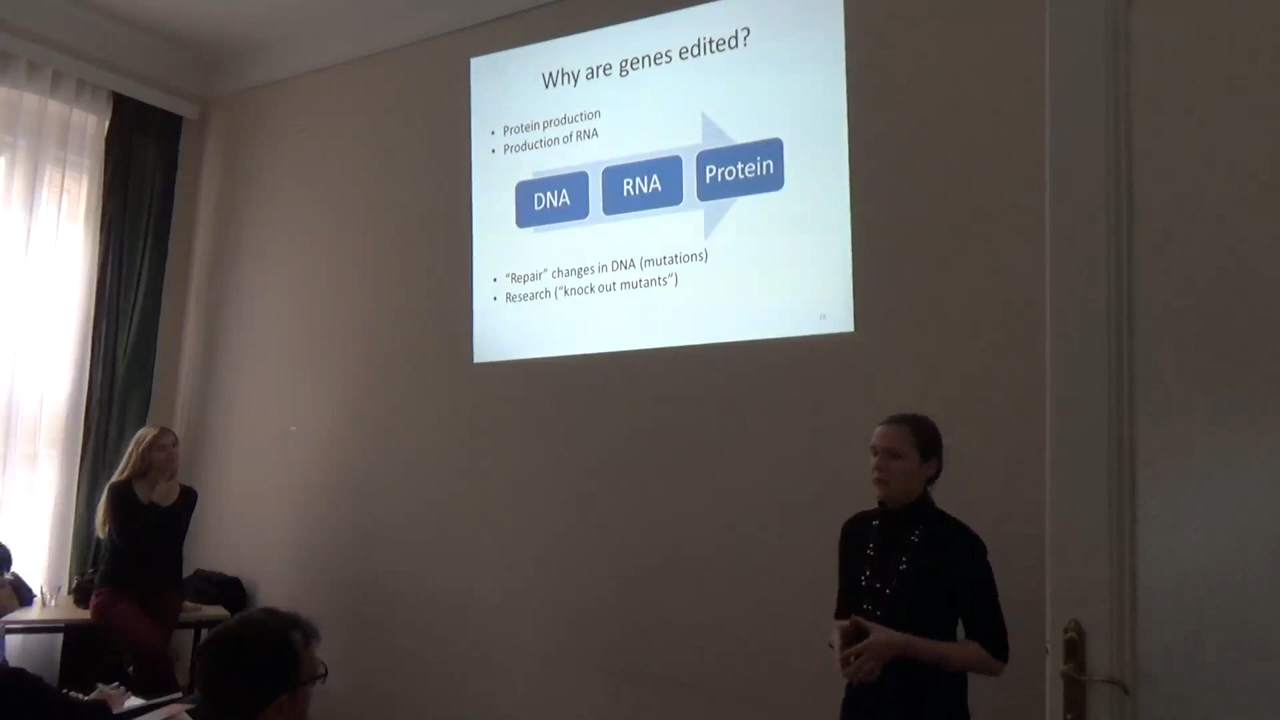 Why are genes edited?
• Protein production
• Production of RNA
DNA
RNA
Protein
• “Repair” changes in DNA (mutations)
• Research (“knock out mutants”)